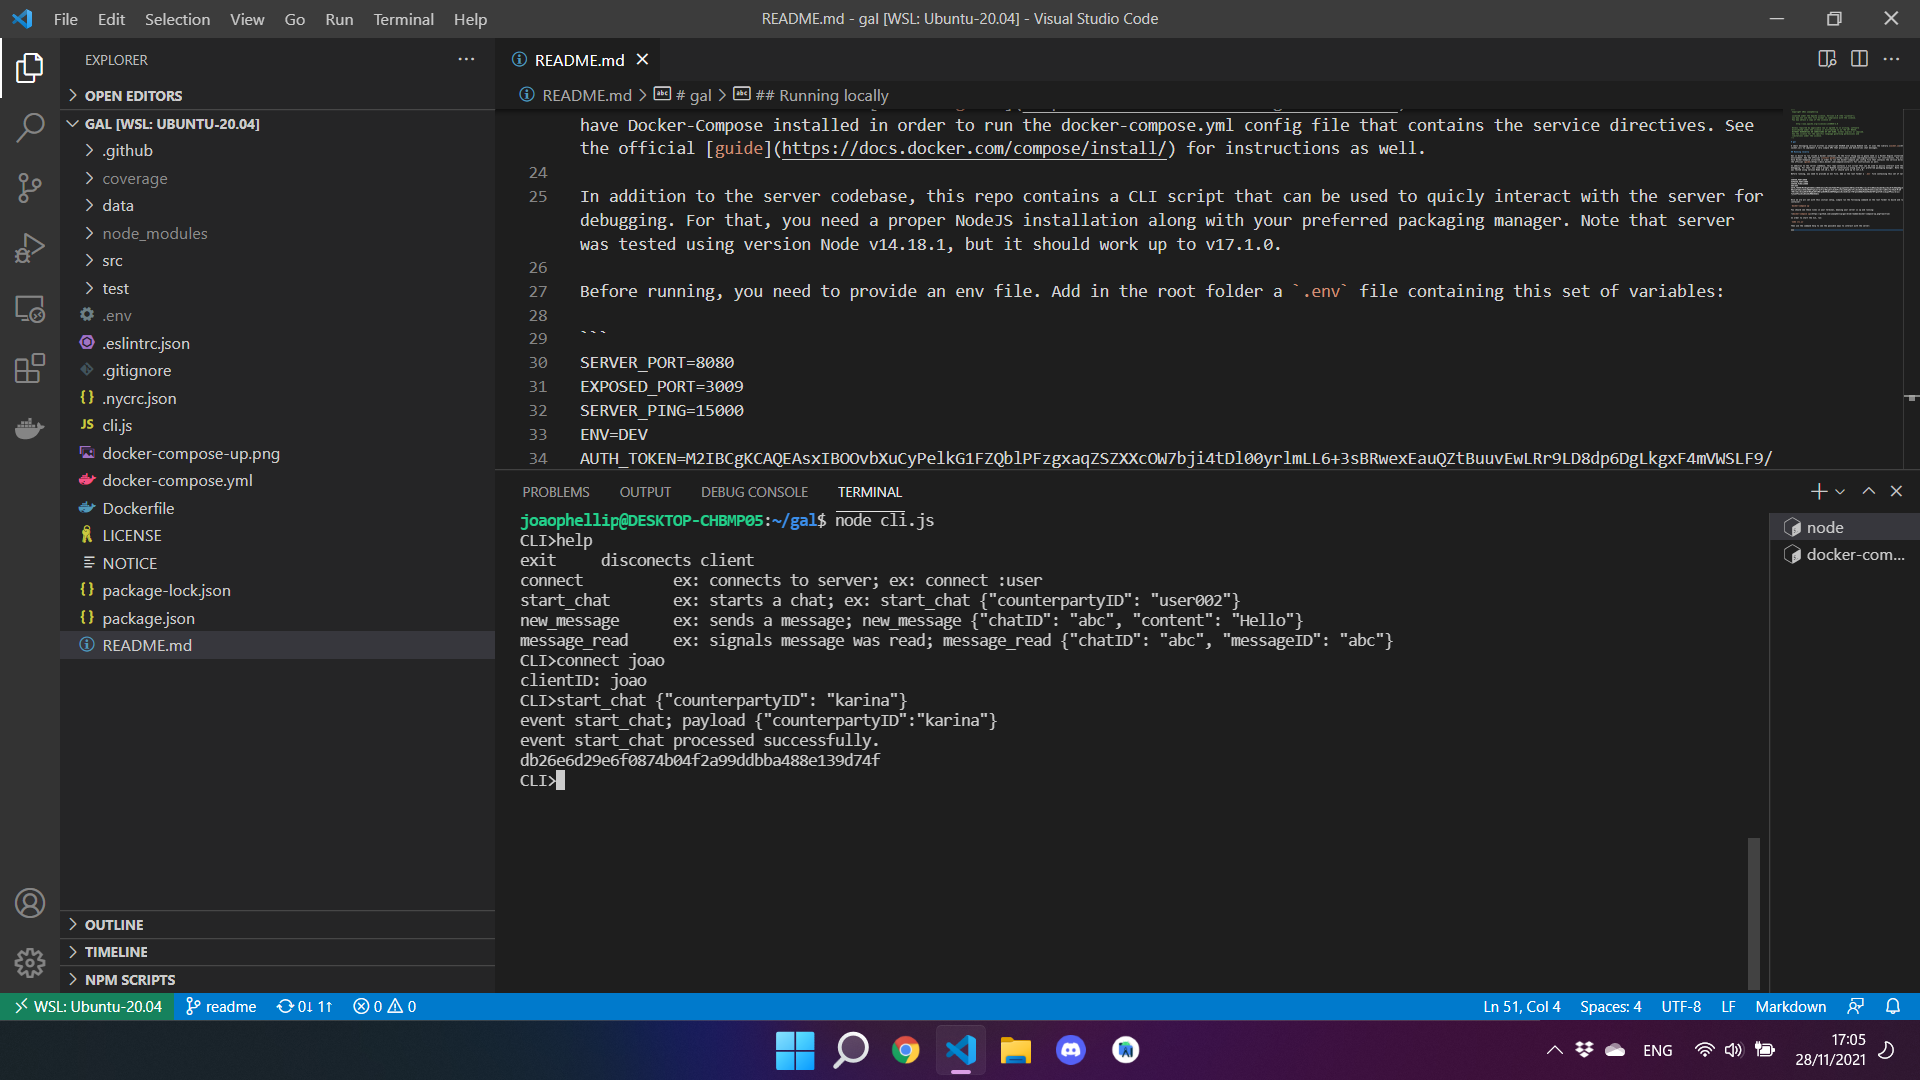 File Edit Selection View Go Run Terminal Help
README.md - gal [WSL: Ubuntu-20.04] - Visual Studio Code
EXPLORER
OPEN EDITORS
GAL [WSL: UBUNTU-20.04]
.github
coverage
data
node_modules
src
test
.env
.eslintrc.json
.gitignore
.nycrc.json
JS cli.js
docker-compose-up.png
docker-compose.yml
Dockerfile
LICENSE
NOTICE
package-lock.json
package.json
README.md
OUTLINE
TIMELINE
NPM SCRIPTS
README.md
README.md > # gal > ## Running locally
have Docker-Compose installed in order to run the docker-compose.yml config file that contains the service directives. See
the official [guide](https://docs.docker.com/compose/install/) for instructions as well.
24
25 In addition to the server codebase, this repo contains a CLI script that can be used to quicly interact with the server for
debugging. For that, you need a proper NodeJS installation along with your preferred packaging manager. Note that server
was tested using version Node v14.18.1, but it should work up to v17.1.0.
26
27 Before running, you need to provide an env file. Add in the root folder a `.env` file containing this set of variables:
28
29 ```
30 SERVER_PORT=8080
31 EXPOSED_PORT=3009
32 SERVER_PING=15000
33 ENV=DEV
34 AUTH_TOKEN=M2IBCgKCAQEAsxIBOOvbXuCyPelkG1FZQblPFzgxaqZSZXXcOW7bji4tDl00yrlmLL6+3sBRwexEauQZtBuuvEwLRr9LD8dp6DgLkgxF4mVWSLF9/
PROBLEMS OUTPUT DEBUG CONSOLE TERMINAL
joaophellip@DESKTOP-CHBMP05:~/gal$ node cli.js
CLI>help
exit disconects client
connect ex: connects to server; ex: connect :user
start_chat ex: starts a chat; ex: start_chat {"counterpartyID": "user002"}
new_message ex: sends a message; new_message {"chatID": "abc", "content": "Hello"}
message_read ex: signals message was read; message_read {"chatID": "abc", "messageID": "abc"}
CLI>connect joao
clientID: joao
CLI>start_chat {"counterpartyID": "karina"}
event start_chat; payload {"counterpartyID":"karina"}
event start_chat processed successfully.
db26e6d29e6f0874b04f2a99ddbba488e139d74f
CLI>
node
docker-com...
WSL: Ubuntu-20.04 readme 0↓ 1↑ 0 0
Ln 51, Col 4 Spaces: 4 UTF-8 LF Markdown
ENG
17:05
28/11/2021